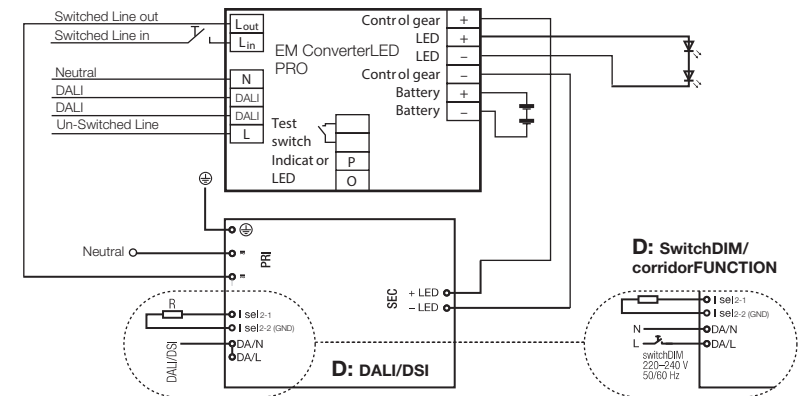 Switched Line out
Switched Line in
Neutral
DALI
DALI
Un-Switched Line
Lout
Lin
N
DALI
DALI
L
EM ConverterLED
PRO
Test
switch
Indicator
LED
P
O
Control gear +
LED +
LED –
Control gear –
Battery +
Battery –
Neutral
PRI
SEC
+ LED
– LED
R
I sel2-1
I sel2-2 (GND)
DA/N
DA/L
DALI/DSI
D: DALI/DSI
D: SwitchDIM/
corridorFUNCTION
I sel2-1
I sel2-2 (GND)
N
DA/N
L
DA/L
switchDIM
220–240 V
50/60 Hz